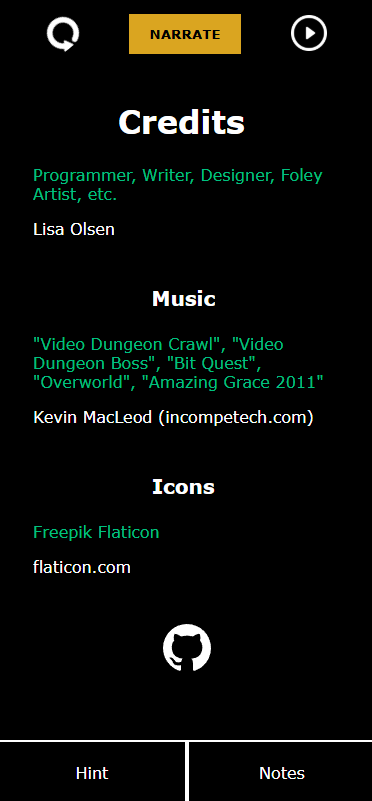 NARRATE
Credits
Programmer, Writer, Designer, Foley
Artist, etc.
Lisa Olsen
Music
"Video Dungeon Crawl", "Video
Dungeon Boss", "Bit Quest",
"Overworld", "Amazing Grace 2011"
Kevin MacLeod (incompetech.com)
Icons
Freepik Flaticon
flaticon.com
Hint
Notes